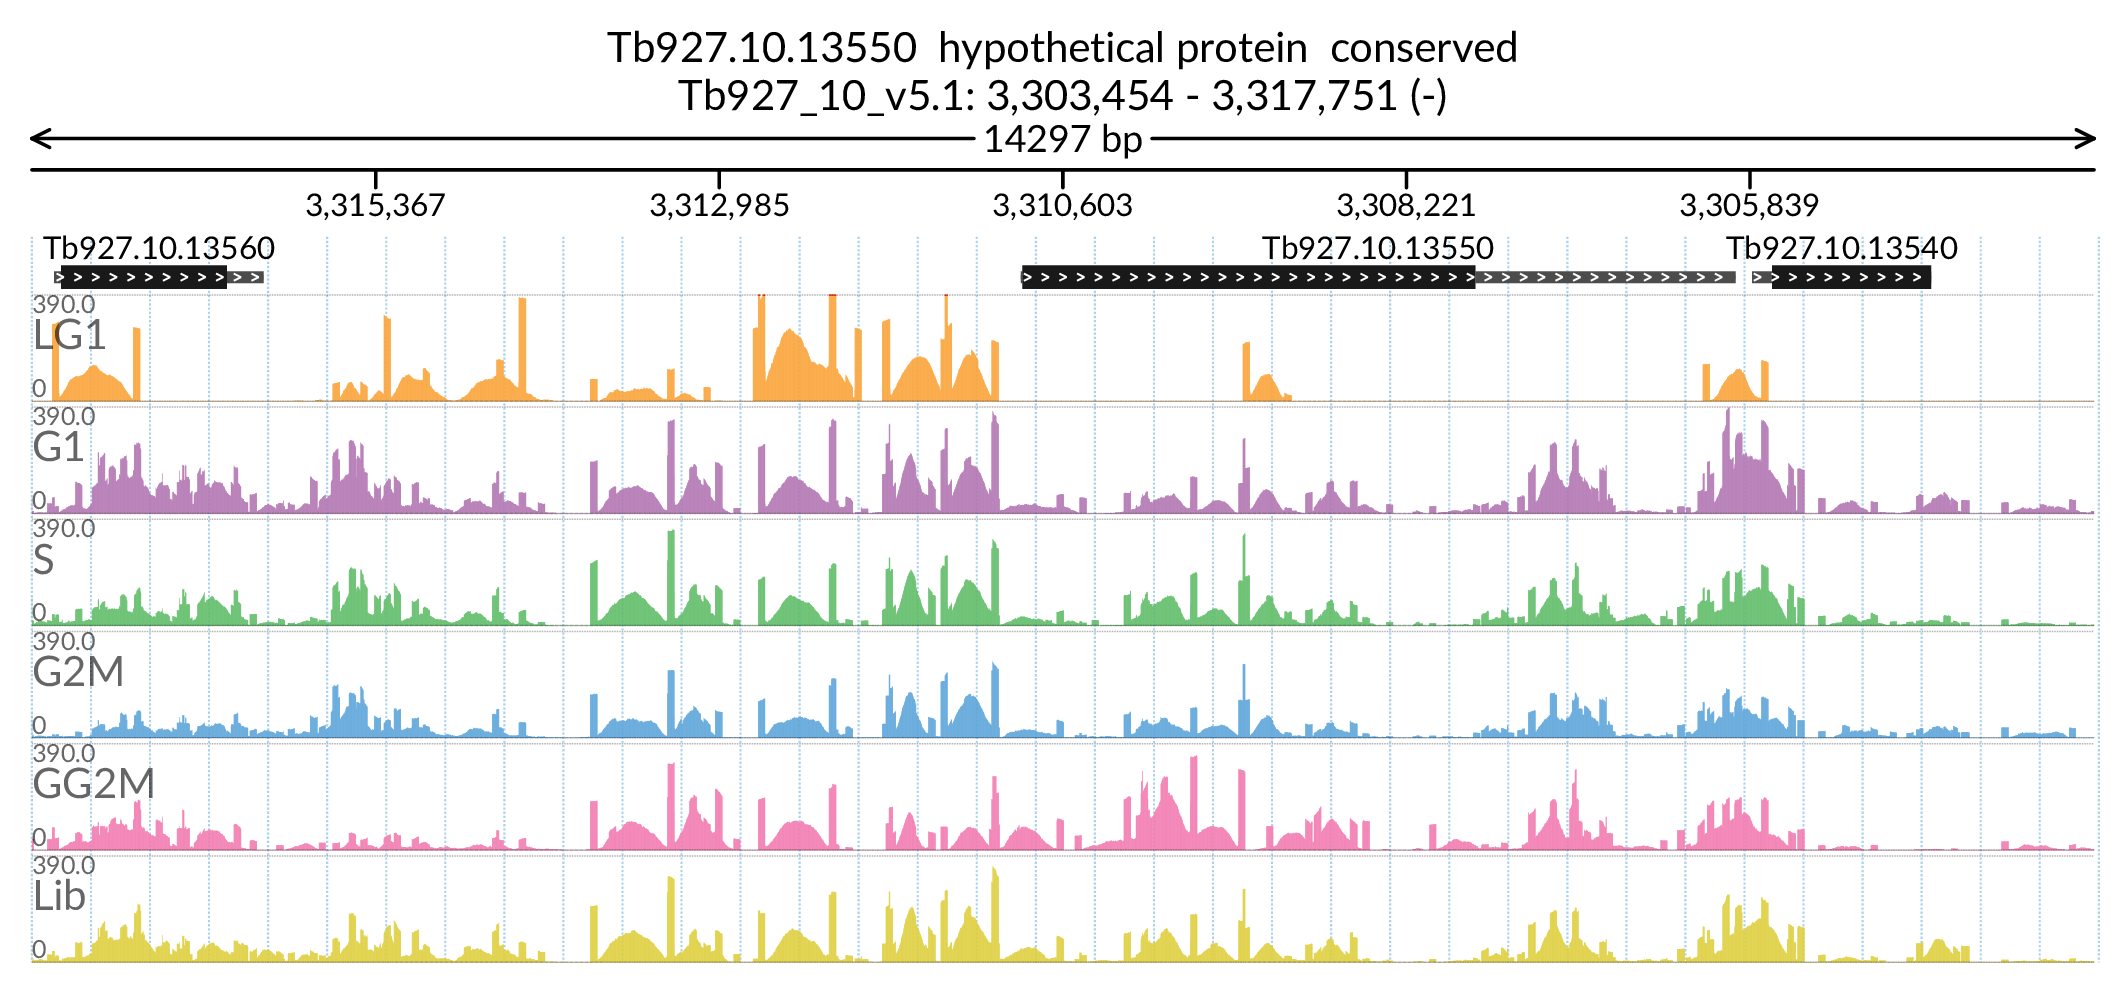 Tb927.10.13550  hypothetical protein  conserved
Tb927_10_v5.1: 3,303,454 - 3,317,751 (-)
14297 bp
3,315,367 3,312,985 3,310,603 3,308,221 3,305,839
Tb927.10.13560 Tb927.10.13550 Tb927.10.13540
390.0
LG1
0
390.0
G1
0
390.0
S
0
390.0
G2M
0
390.0
GG2M
0
390.0
Lib
0